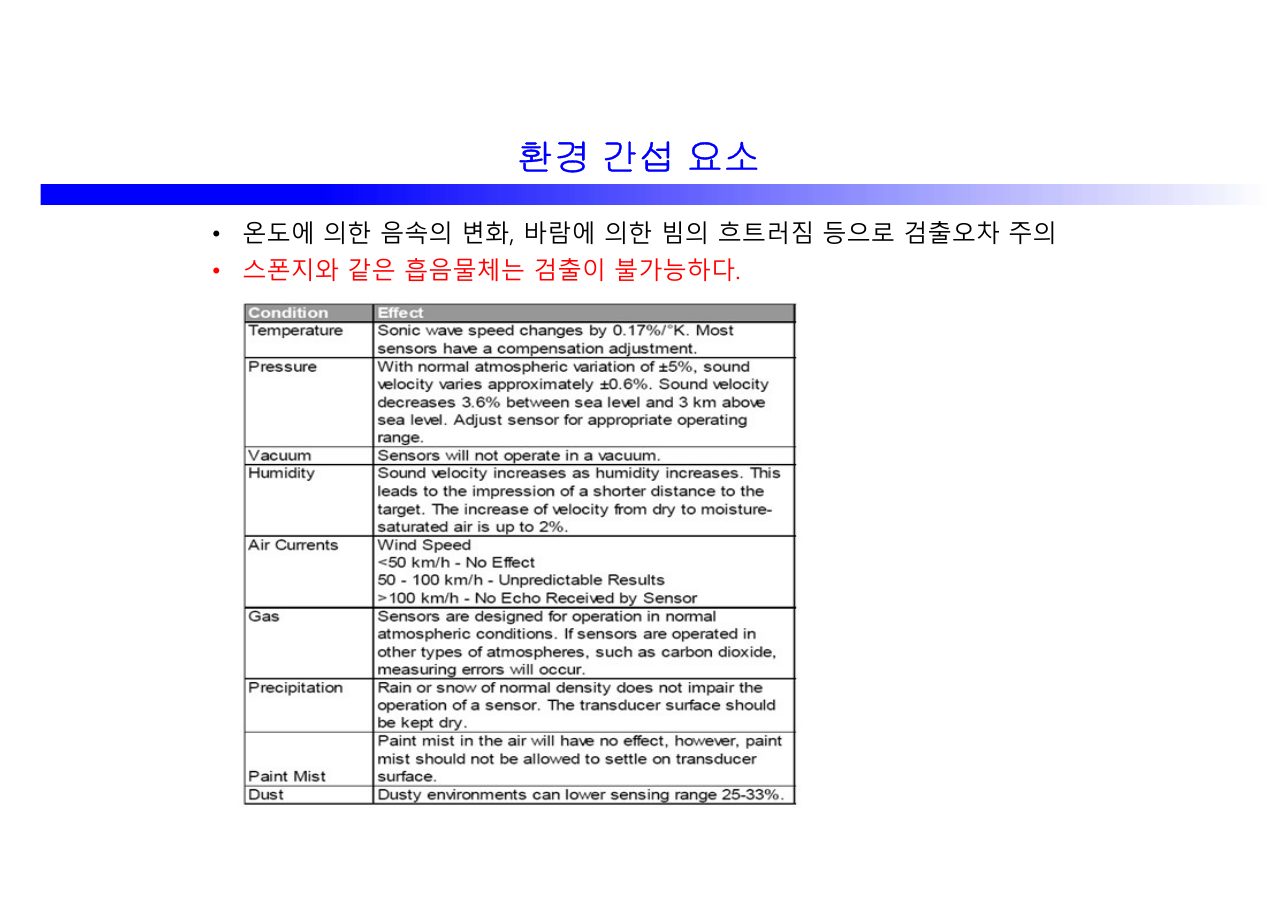 환경 간섭 요소
• 온도에 의한 음속의 변화, 바람에 의한 빔의 흐트러짐 등으로 검출오차 주의
• 스폰지와 같은 흡음물체는 검출이 불가능하다.
Condition Effect
Temperature Sonic wave speed changes by 0.17%/°K. Most
sensors have a compensation adjustment.
Pressure With normal atmospheric variation of ±5%, sound
velocity varies approximately ±0.6%. Sound velocity
decreases 3.6% between sea level and 3 km above
sea level. Adjust sensor for appropriate operating
range.
Vacuum Sensors will not operate in a vacuum.
Humidity Sound velocity increases as humidity increases. This
leads to the impression of a shorter distance to the
target. The increase of velocity from dry to moisture-
saturated air is up to 2%.
Air Currents Wind Speed
<50 km/h - No Effect
50 - 100 km/h - Unpredictable Results
>100 km/h - No Echo Received by Sensor
Gas Sensors are designed for operation in normal
atmospheric conditions. If sensors are operated in
other types of atmospheres, such as carbon dioxide,
measuring errors will occur.
Precipitation Rain or snow of normal density does not impair the
operation of a sensor. The transducer surface should
be kept dry.
Paint mist in the air will have no effect, however, paint
mist should not be allowed to settle on transducer
Paint Mist surface.
Dust Dusty environments can lower sensing range 25-33%.